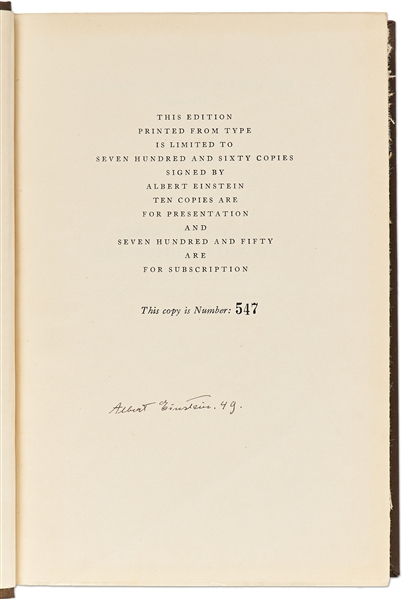 THIS EDITION
PRINTED FROM TYPE
IS LIMITED TO
SEVEN HUNDRED AND SIXTY COPIES
SIGNED BY
ALBERT EINSTEIN
TEN COPIES ARE
FOR PRESENTATION
AND
SEVEN HUNDRED AND FIFTY
ARE
FOR SUBSCRIPTION
This copy is Number: 547
Albert Einstein. 49.